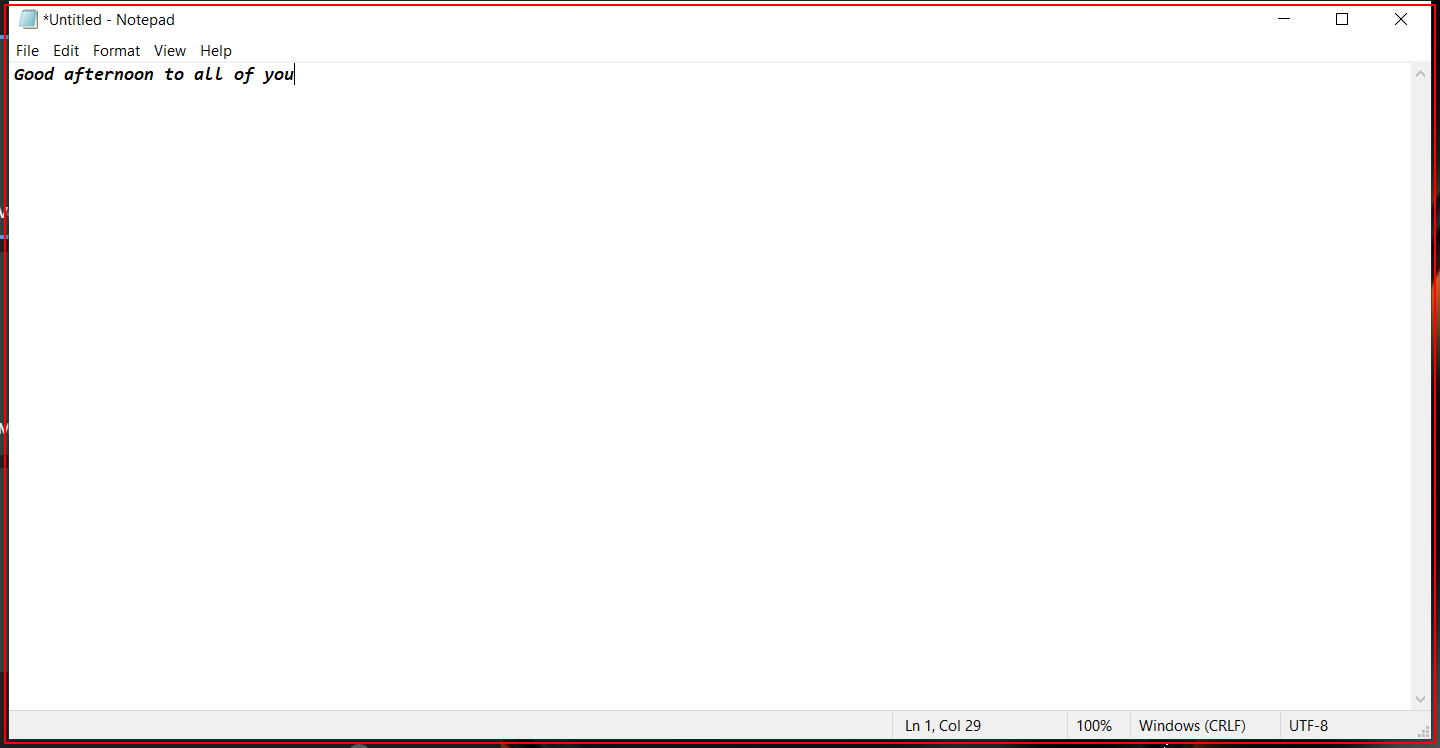 *Untitled - Notepad
File Edit Format View Help
Good afternoon to all of you
Ln 1, Col 29 100% Windows (CRLF) UTF-8